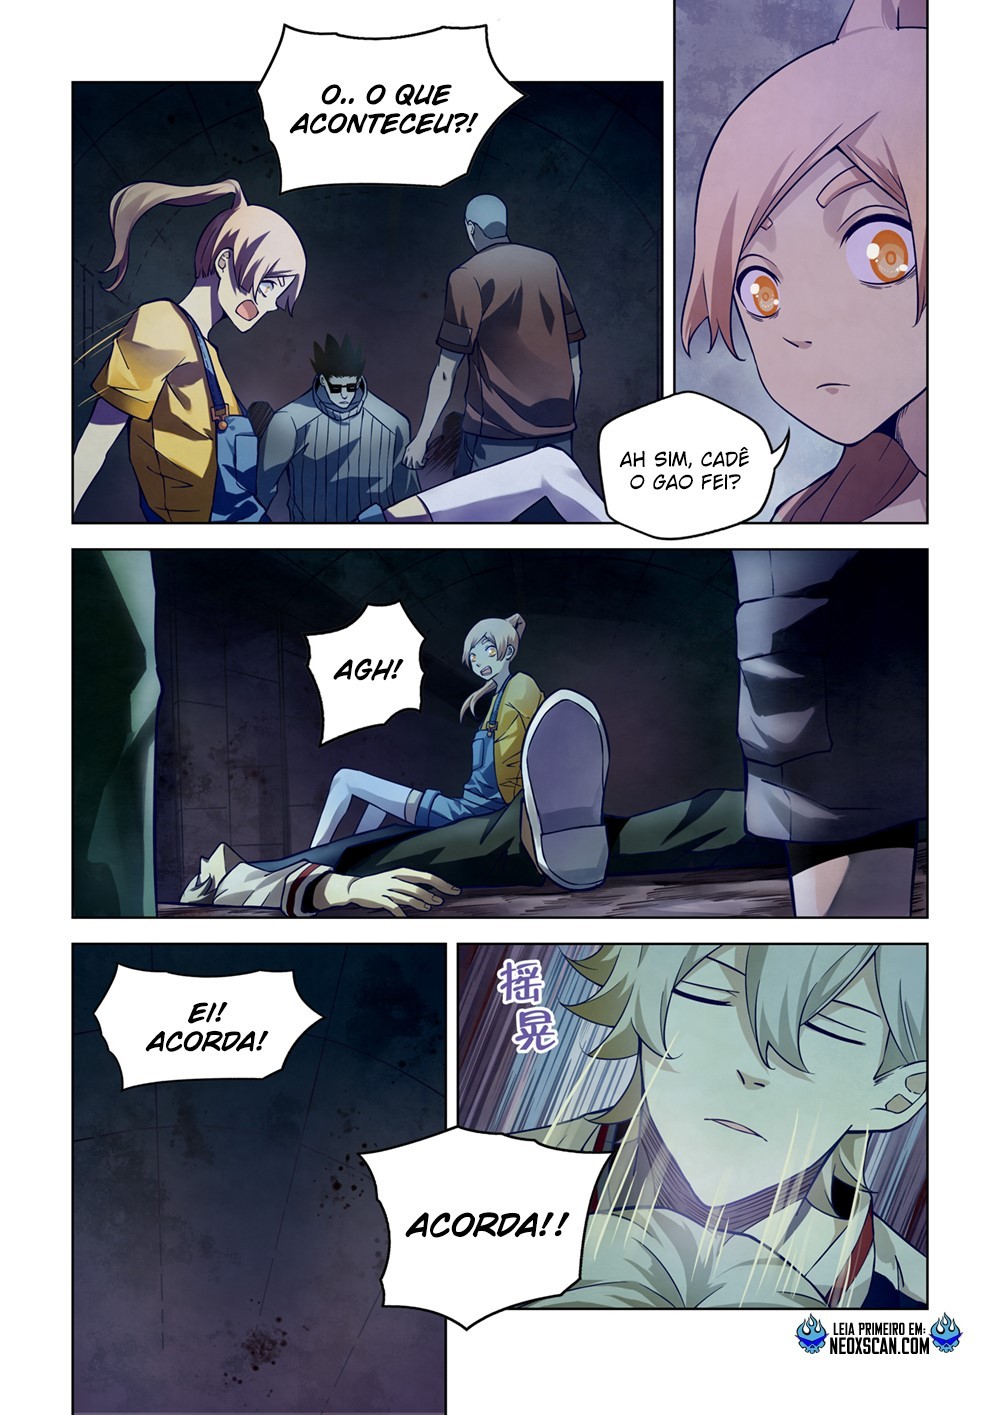 O.. O QUE
ACONTECEU?!
AH SIM, CADÊ
O GAO FEI?
AGH!
EI!
ACORDA!
摇晃
ACORDA!!
LEIA PRIMEIRO EM:
NEOXSCAN.COM